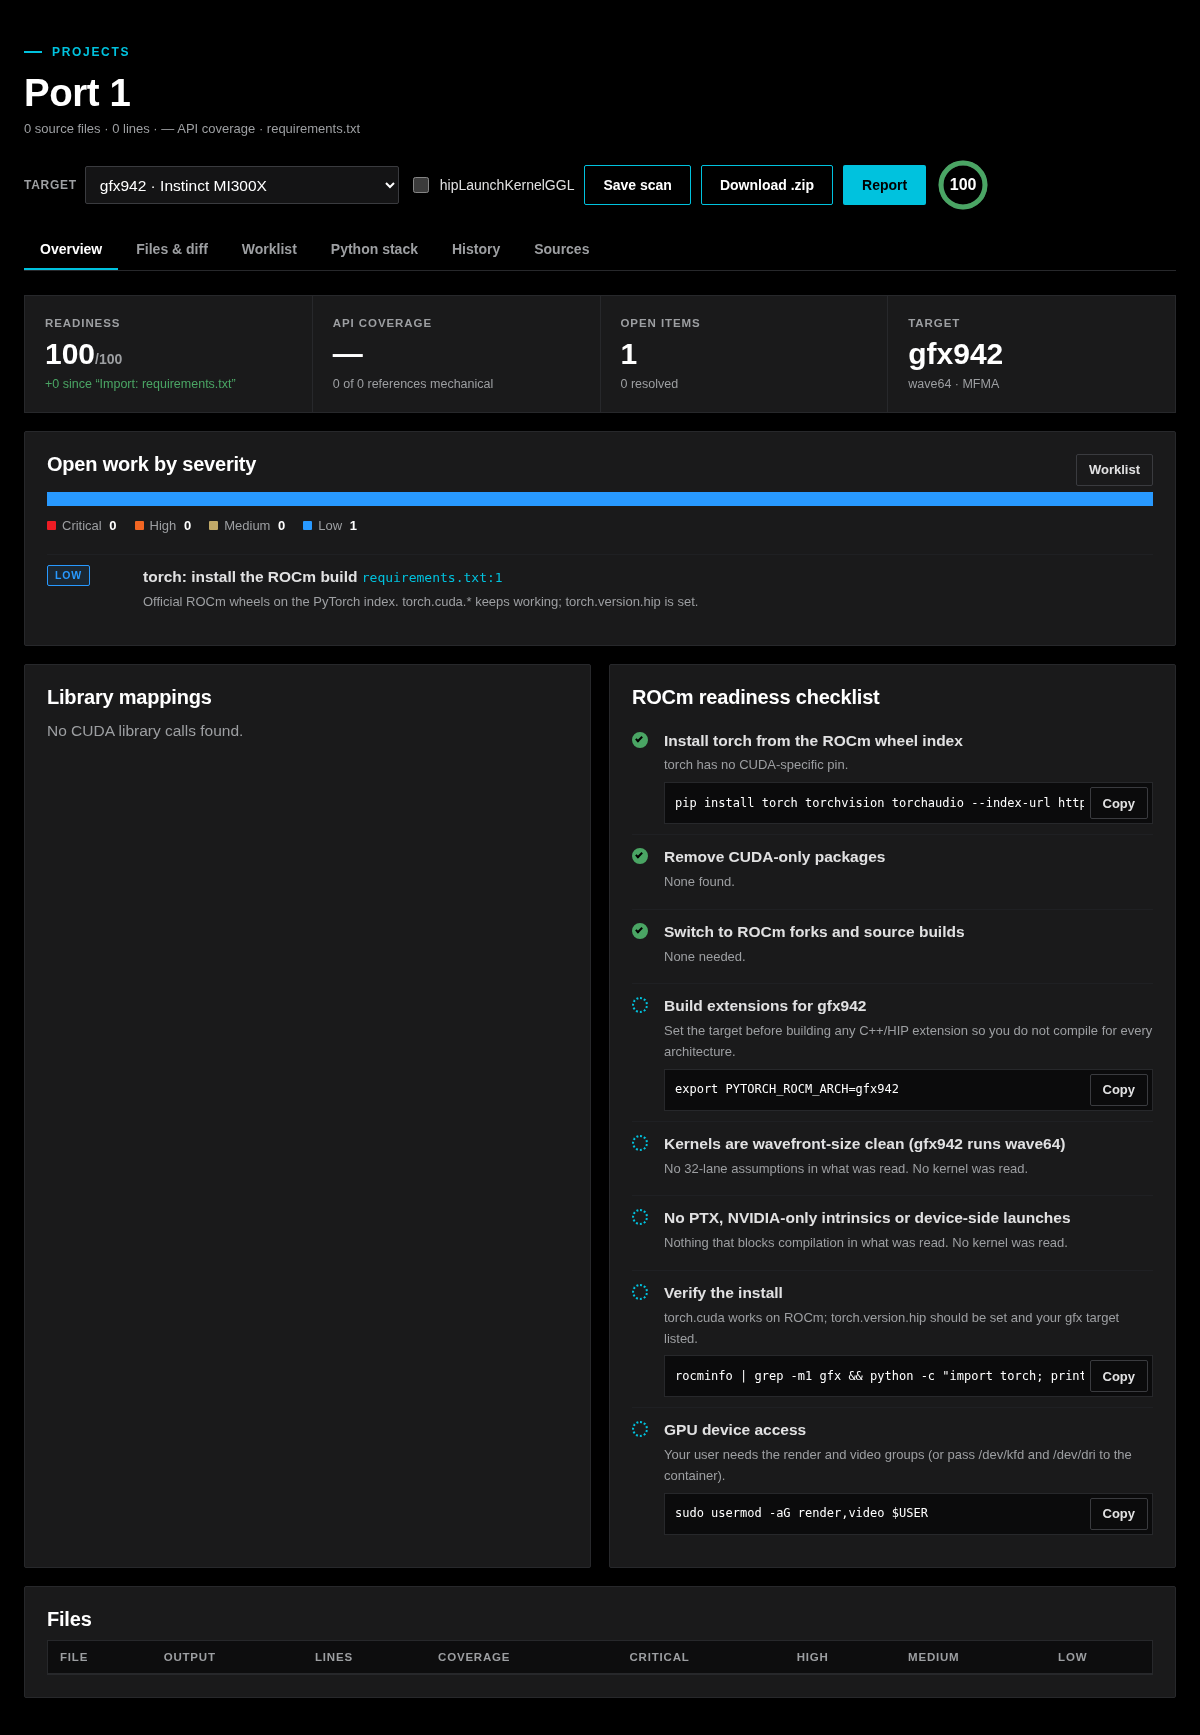 PROJECTS
Port 1
0 source files · 0 lines · — API coverage · requirements.txt
TARGET gfx942 · Instinct MI300X hipLaunchKernelGGL Save scan Download .zip Report 100
Overview Files & diff Worklist Python stack History Sources
READINESS API COVERAGE OPEN ITEMS TARGET
100/100 — 1 gfx942
+0 since “Import: requirements.txt” 0 of 0 references mechanical 0 resolved wave64 · MFMA
Open work by severity Worklist
Critical 0 High 0 Medium 0 Low 1
LOW torch: install the ROCm build requirements.txt:1
Official ROCm wheels on the PyTorch index. torch.cuda.* keeps working; torch.version.hip is set.
Library mappings
No CUDA library calls found.
ROCm readiness checklist
Install torch from the ROCm wheel index
torch has no CUDA-specific pin.
pip install torch torchvision torchaudio --index-url http Copy
Remove CUDA-only packages
None found.
Switch to ROCm forks and source builds
None needed.
Build extensions for gfx942
Set the target before building any C++/HIP extension so you do not compile for every
architecture.
export PYTORCH_ROCM_ARCH=gfx942 Copy
Kernels are wavefront-size clean (gfx942 runs wave64)
No 32-lane assumptions in what was read. No kernel was read.
No PTX, NVIDIA-only intrinsics or device-side launches
Nothing that blocks compilation in what was read. No kernel was read.
Verify the install
torch.cuda works on ROCm; torch.version.hip should be set and your gfx target
listed.
rocminfo | grep -m1 gfx && python -c "import torch; print Copy
GPU device access
Your user needs the render and video groups (or pass /dev/kfd and /dev/dri to the
container).
sudo usermod -aG render,video $USER Copy
Files
FILE OUTPUT LINES COVERAGE CRITICAL HIGH MEDIUM LOW